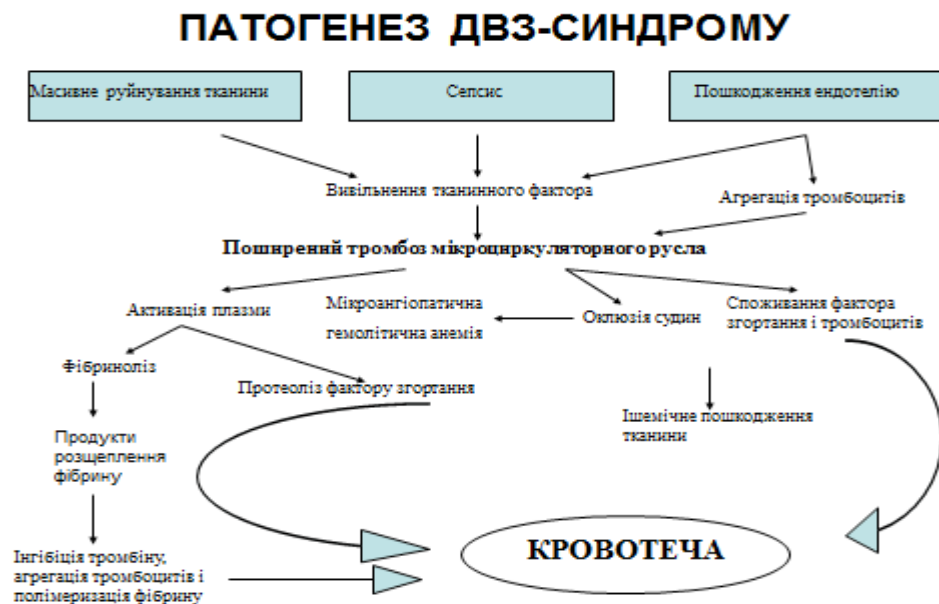 ПАТОГЕНЕЗ ДВЗ-СИНДРОМУ
Масивне руйнування тканини
Сепсис
Пошкодження ендотелію
Вивільнення тканинного фактора
Агрегація тромбоцитів
Поширений тромбоз мікроциркуляторного русла
Активація плазми
Мікроангіопатична
гемолітична анемія
Оклюзія судин
Споживання фактора
згортання і тромбоцитів
Фібриноліз
Протеоліз фактору згортання
Ішемічне пошкодження
тканини
Продукти
розщеплення
фібрину
Інгібіція тромбіну,
агрегація тромбоцитів і
полімеризація фібрину
КРОВОТЕЧА